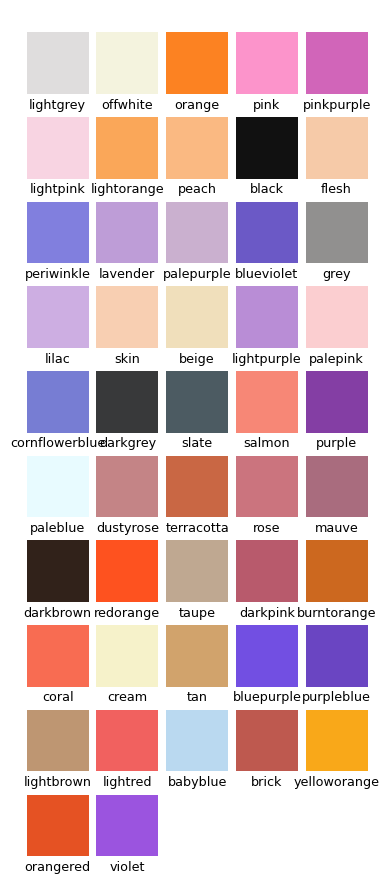 lightgrey offwhite orange pink pinkpurple
lightpink lightorange peach black flesh
periwinkle lavender palepurple blueviolet grey
lilac skin beige lightpurple palepink
cornflowerblue darkgrey slate salmon purple
paleblue dustyrose terracotta rose mauve
darkbrown redorange taupe darkpink burntorange
coral cream tan bluepurple purpleblue
lightbrown lightred babyblue brick yelloworange
orangered violet